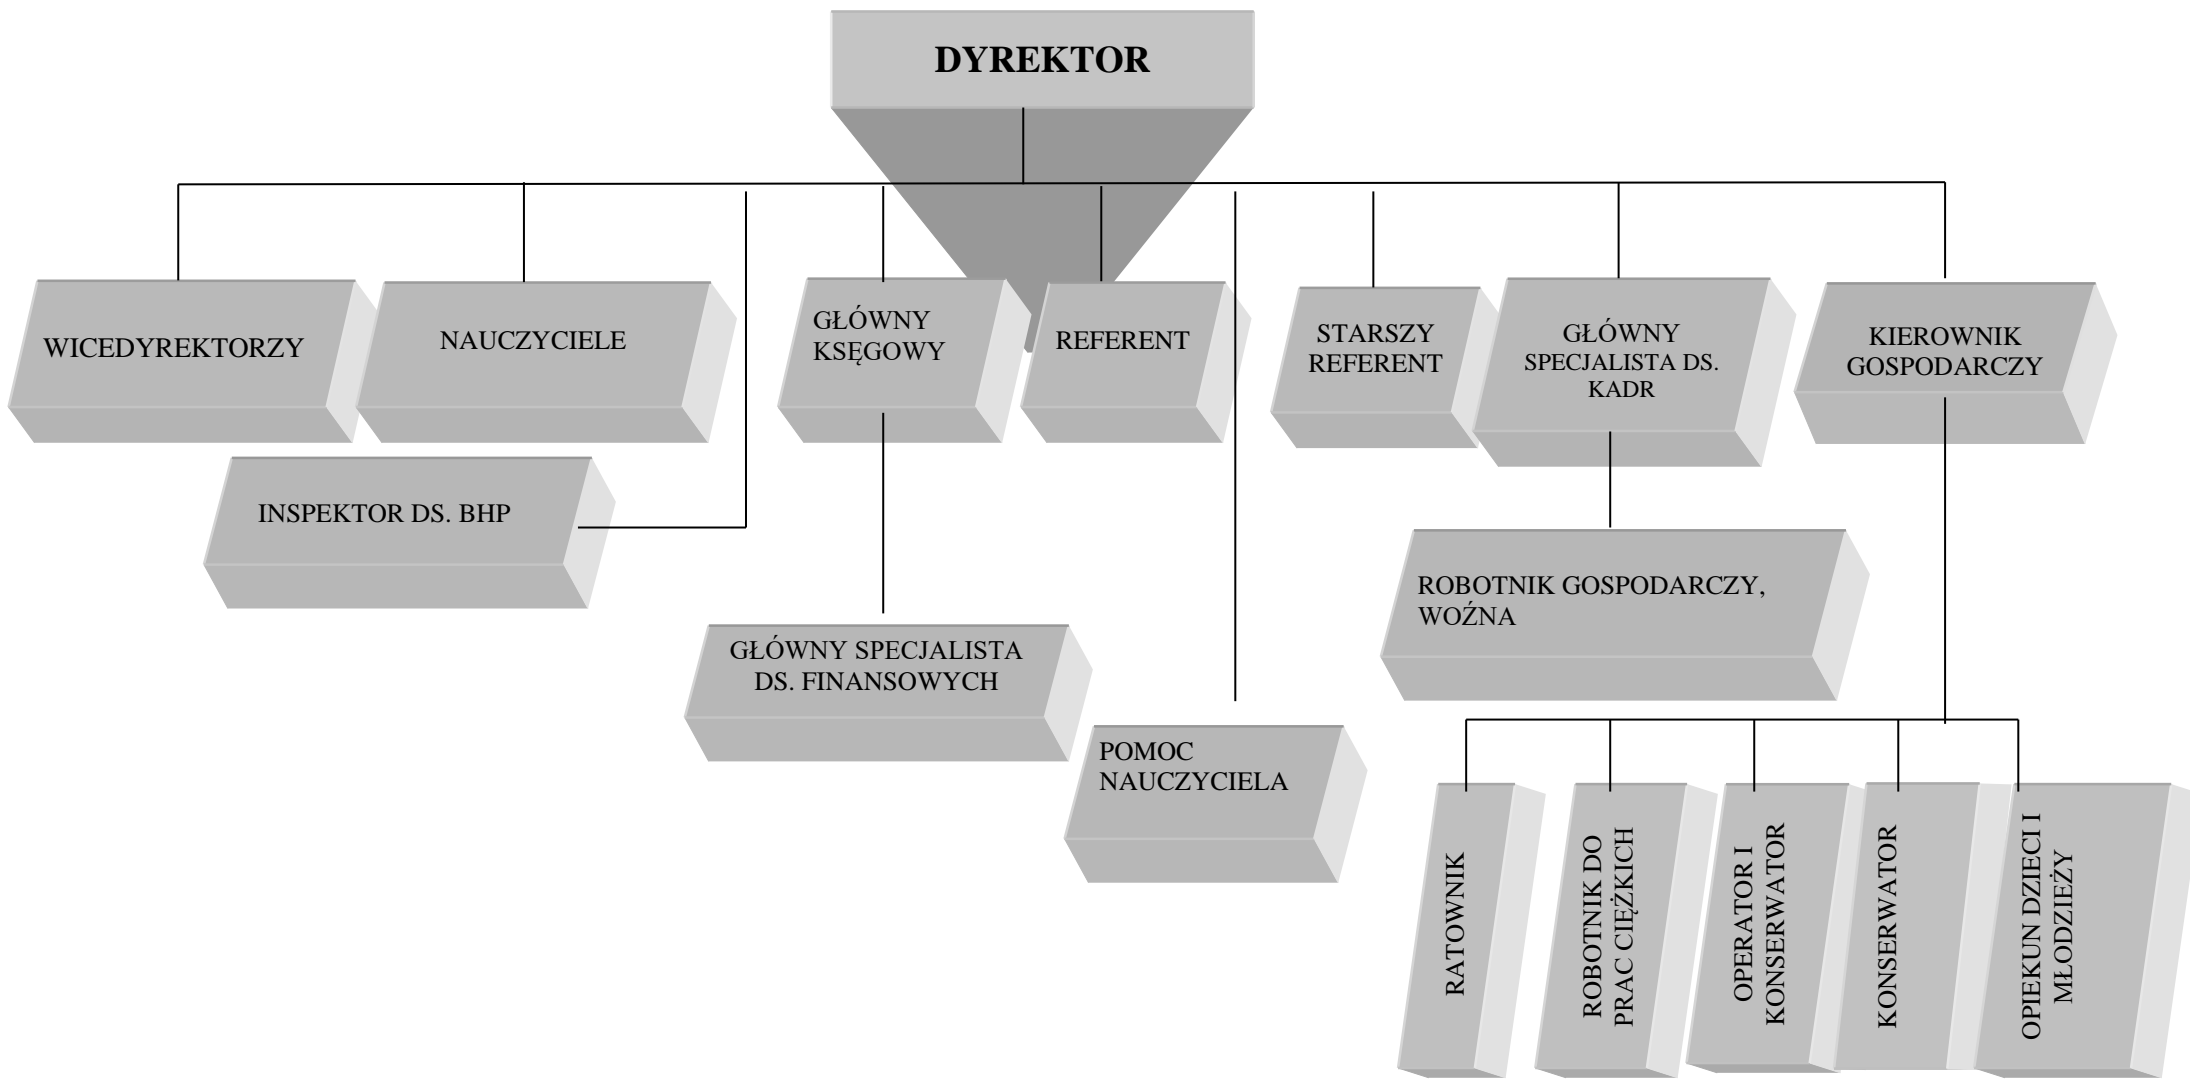 DYREKTOR
WICEDYREKTORZY
NAUCZYCIELE
GŁÓWNY
KSĘGOWY
REFERENT
STARSZY
REFERENT
GŁÓWNY
SPECJALISTA DS.
KADR
KIEROWNIK
GOSPODARCZY
INSPEKTOR DS. BHP
ROBOTNIK GOSPODARCZY,
WOŹNA
GŁÓWNY SPECJALISTA
DS. FINANSOWYCH
POMOC
NAUCZYCIELA
RATOWNIK
ROBOTNIK DO
PRAC CIĘŻKICH
OPERATOR I
KONSERWATOR
KONSERWATOR
OPIEKUN DZIECI I
MŁODZIEŻY